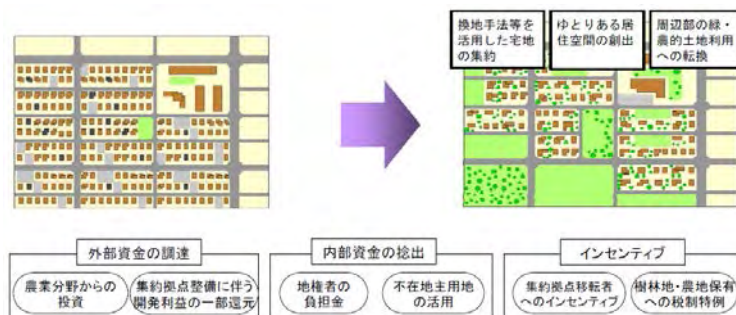 換地手法等を
活用した宅地
の集約
ゆとりある居
住空間の創出
周辺部の緑・
農的土地利用
への転換
外部資金の調達
農業分野からの
投資
集約拠点整備に伴う
開発利益の一部還元
内部資金の捻出
地権者の
負担金
不在地主用地
の活用
インセンティブ
集約拠点移転者
へのインセンティブ
樹林地・農地保有
への税制特例